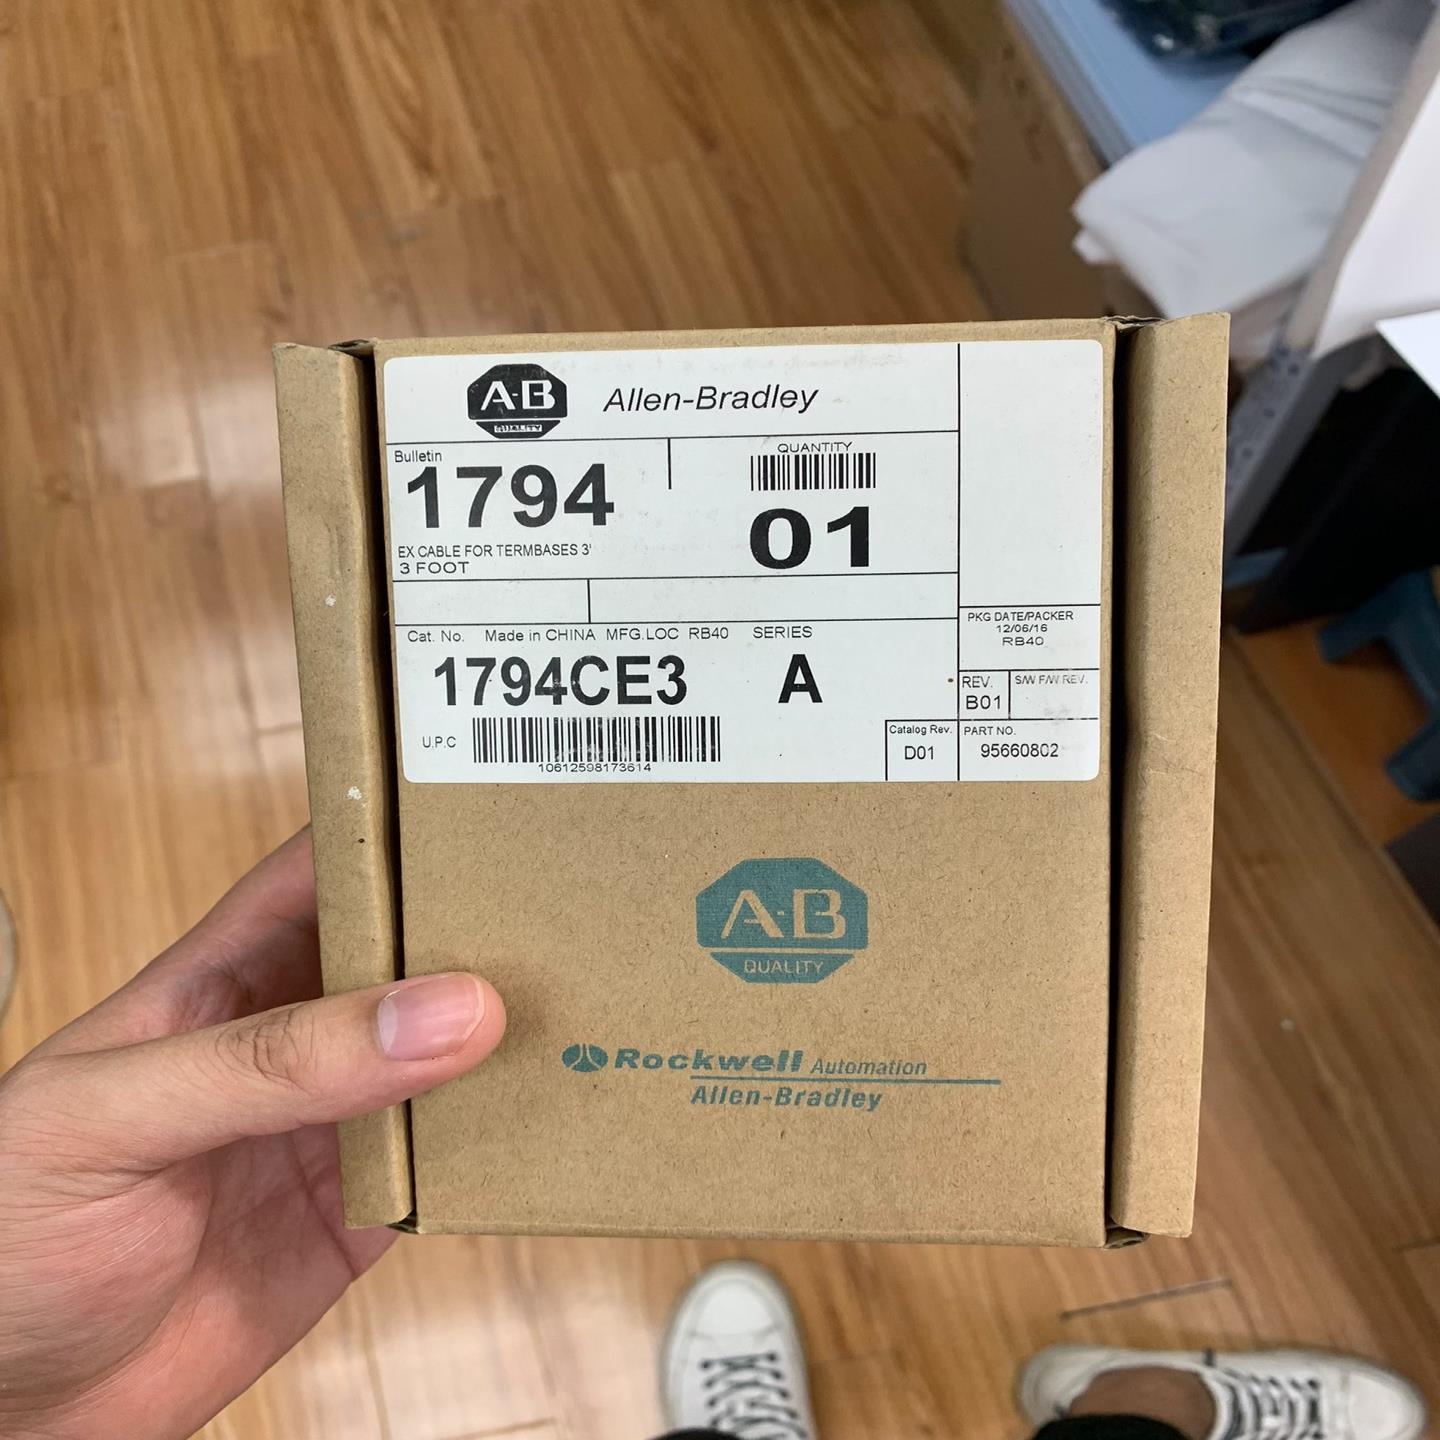 A-B
QUALITY
Allen-Bradley
Bulletin
1794
QUANTITY
01
EX CABLE FOR TERMBASES 3'
3 FOOT
PKG DATE/PACKER
12/06/16
RB40
Cat. No. Made in CHINA MFG.LOC RB40 SERIES
1794CE3 A
REV. S/W F/W REV.
B01
U.P.C
10612598173614
Catalog Rev. PART NO.
D01 95660802
A-B
QUALITY
Rockwell Automation
Allen-Bradley